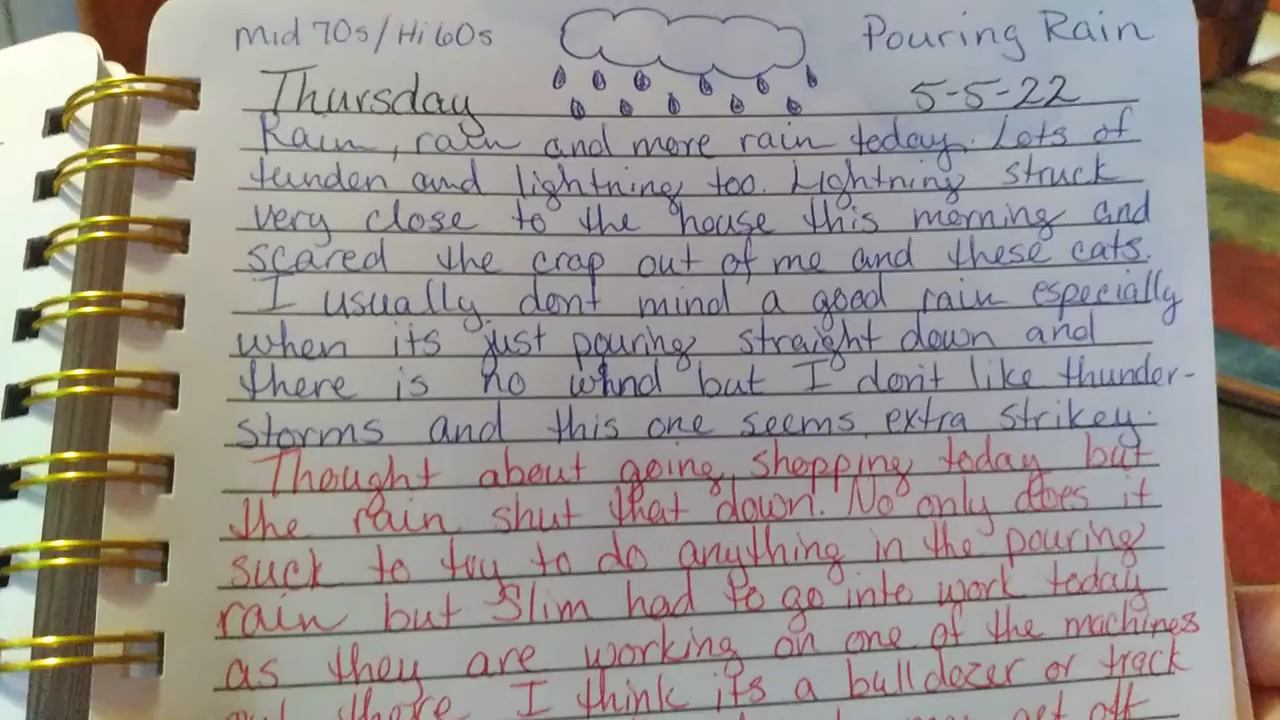 Mid 70s/Hi 60s Pouring Rain
Thursday 5-5-22
Rain, rain and more rain today. Lots of
tunden and lightning too. Lightning struck
very close to the house this morning and
scared the crap out of me and these cats.
I usually dont mind a good rain especially
when its just pouring straight down and
there is no wind but I don't like thunder-
storms and this one seems extra strikey.
Thought about going shopping today but
the rain shut that down. No only does it
suck to try to do anything in the pouring
rain but Slim had to go into work today
as they are working on one of the machines
out there. I think its a bulldozer or track
get off